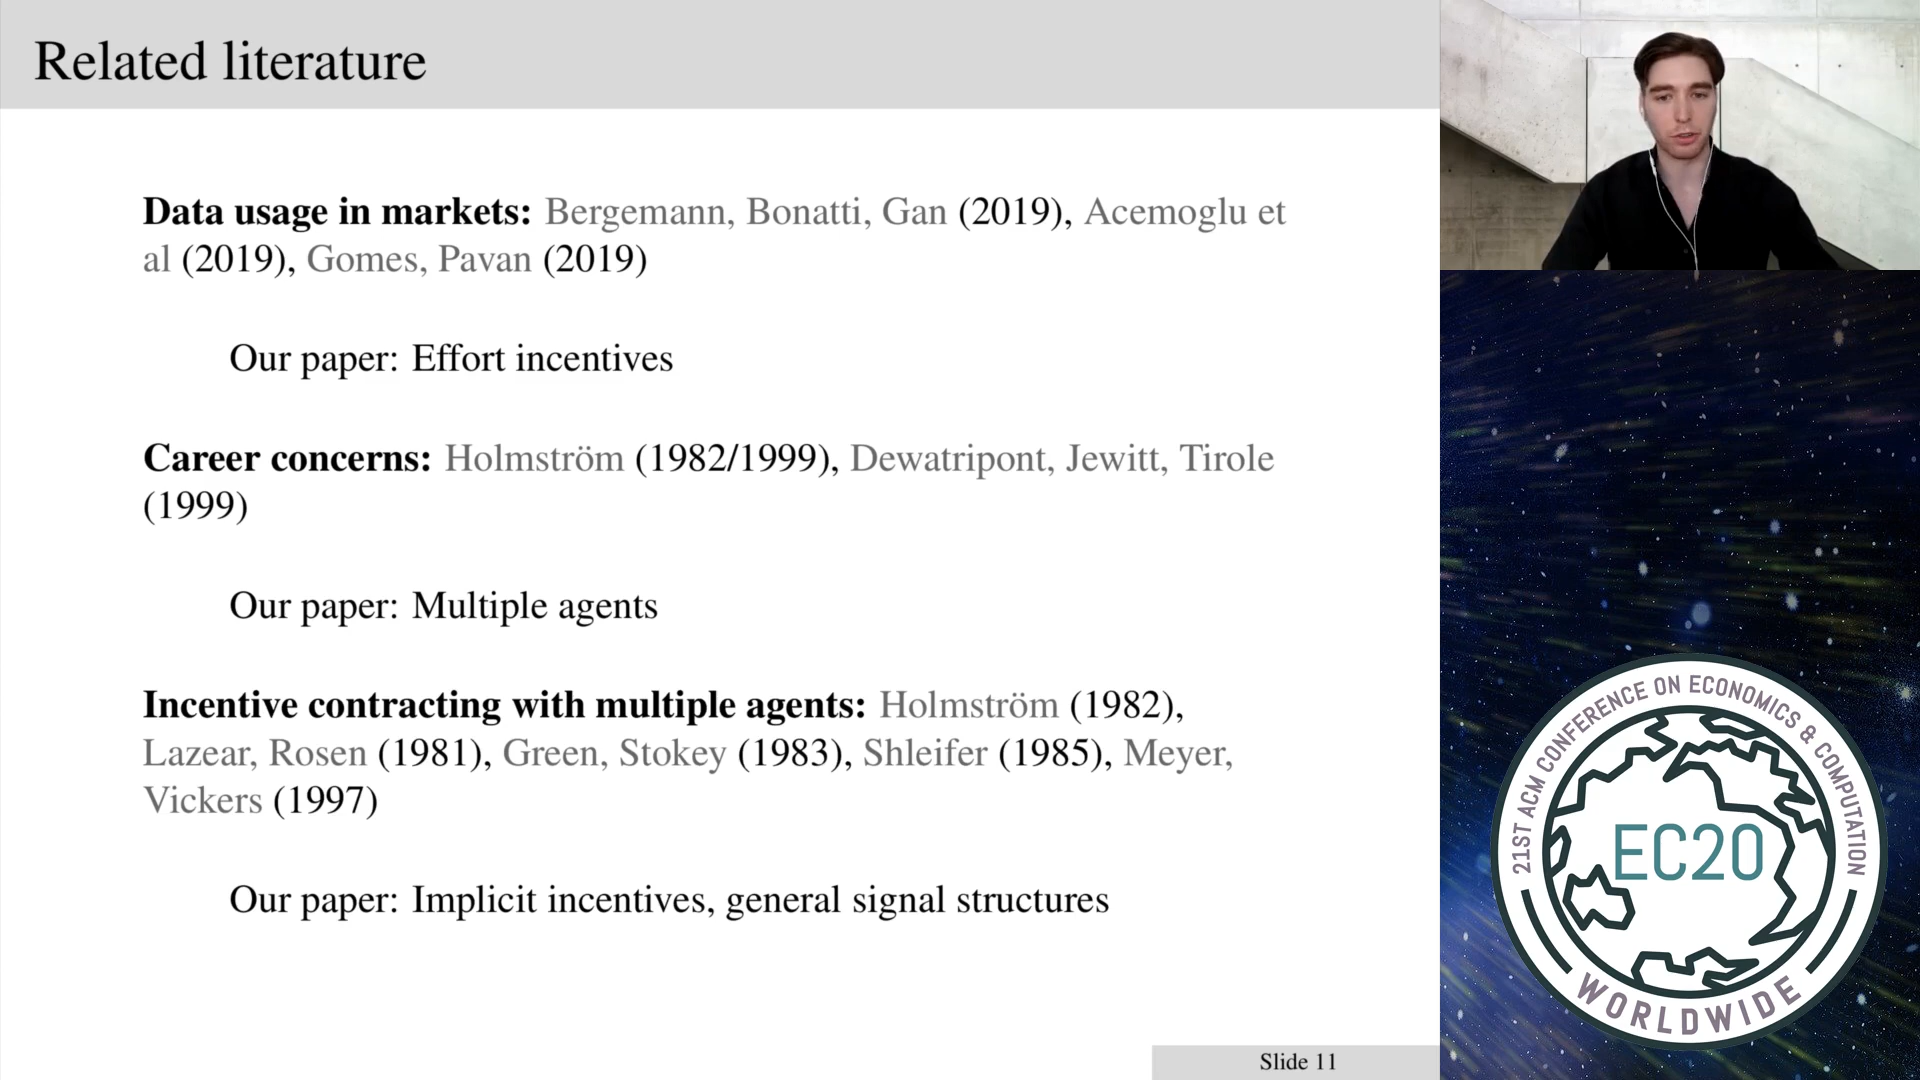 Related literature
Data usage in markets: Bergemann, Bonatti, Gan (2019), Acemoglu et
al (2019), Gomes, Pavan (2019)
Our paper: Effort incentives
Career concerns: Holmström (1982/1999), Dewatripont, Jewitt, Tirole
(1999)
Our paper: Multiple agents
Incentive contracting with multiple agents: Holmström (1982),
Lazear, Rosen (1981), Green, Stokey (1983), Shleifer (1985), Meyer,
Vickers (1997)
Our paper: Implicit incentives, general signal structures
Slide 11
21ST ACM CONFERENCE ON ECONOMICS & COMPUTATION
EC20
WORLDWIDE